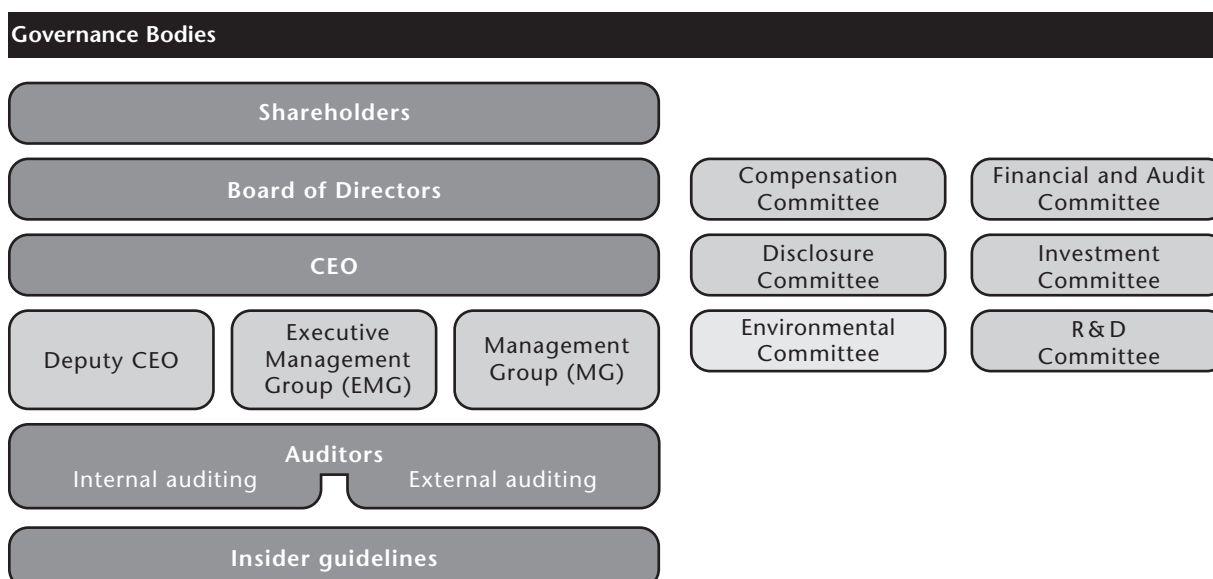 Governance Bodies
Shareholders
Board of Directors
Compensation
Committee
Financial and Audit
Committee
CEO
Disclosure
Committee
Investment
Committee
Deputy CEO
Executive
Management
Group (EMG)
Management
Group (MG)
Environmental
Committee
R & D
Committee
Auditors
Internal auditing
External auditing
Insider guidelines